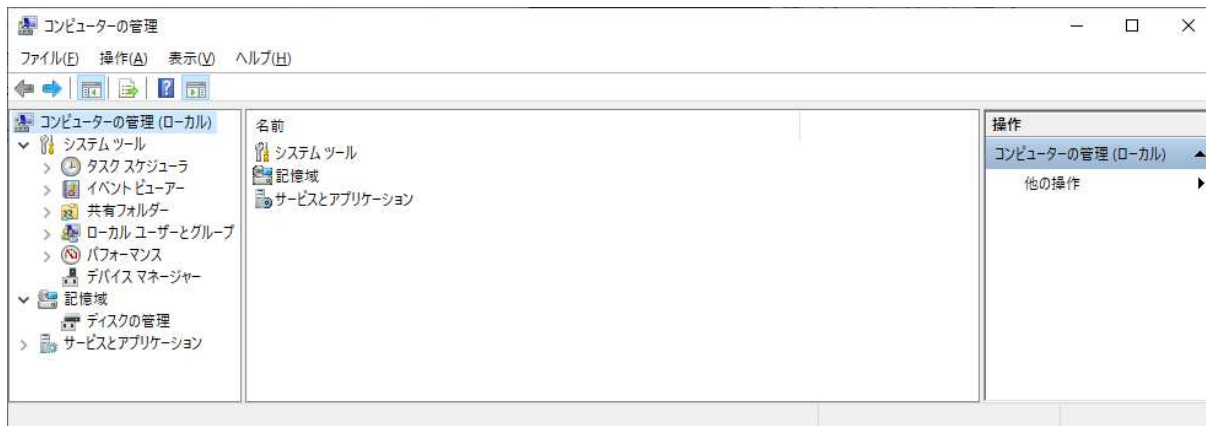 コンピューターの管理
ファイル(F) 操作(A) 表示(V) ヘルプ(H)
コンピューターの管理 (ローカル)
システム ツール
タスク スケジューラ
イベント ビューアー
共有フォルダー
ローカル ユーザーとグループ
パフォーマンス
デバイス マネージャー
記憶域
ディスクの管理
サービスとアプリケーション
名前
システム ツール
記憶域
サービスとアプリケーション
操作
コンピューターの管理 (ローカル)
他の操作